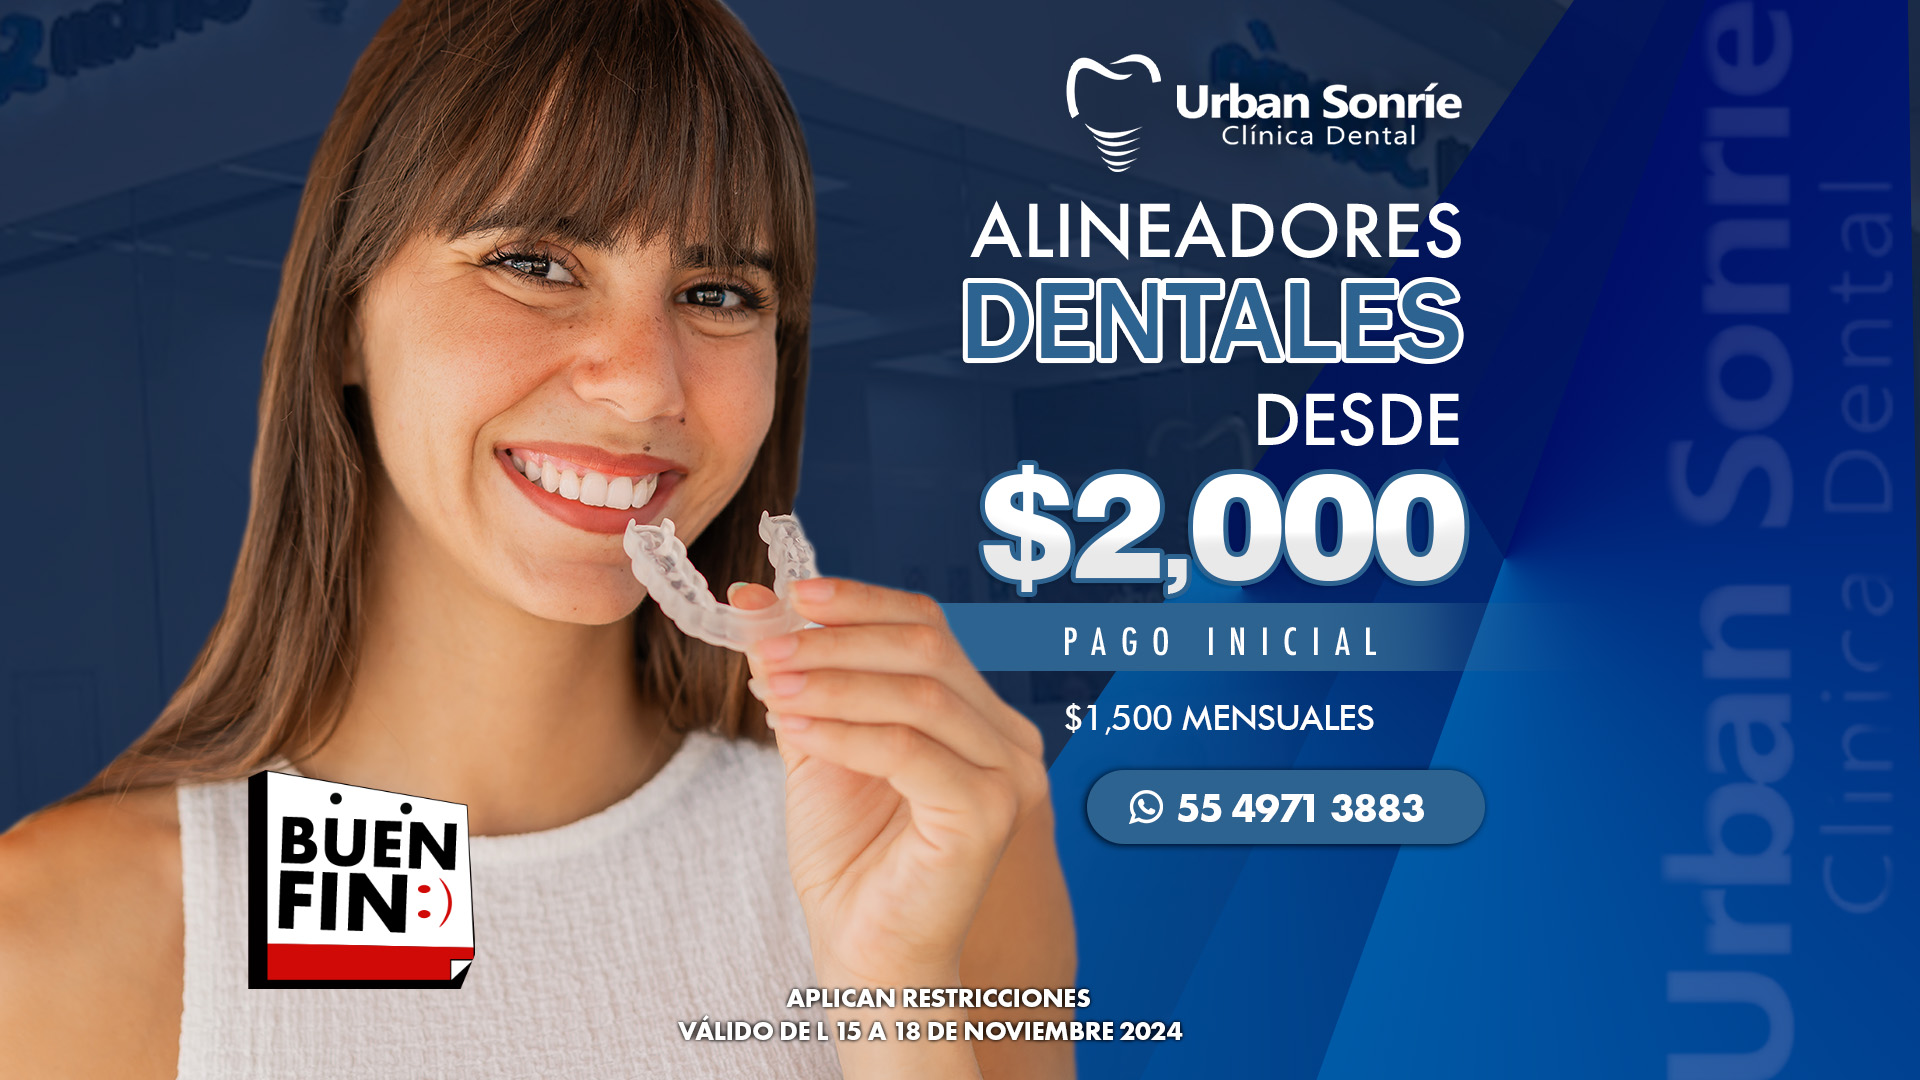 Urban Sonríe
Clínica Dental
ALINEADORES
DENTALES
DESDE
$2,000
PAGO INICIAL
$1,500 MENSUALES
55 4971 3883
BUEN
FIN:)
APLICAN RESTRICCIONES
VÁLIDO DE L 15 A 18 DE NOVIEMBRE 2024
Urban Sonríe
Clínica Dental